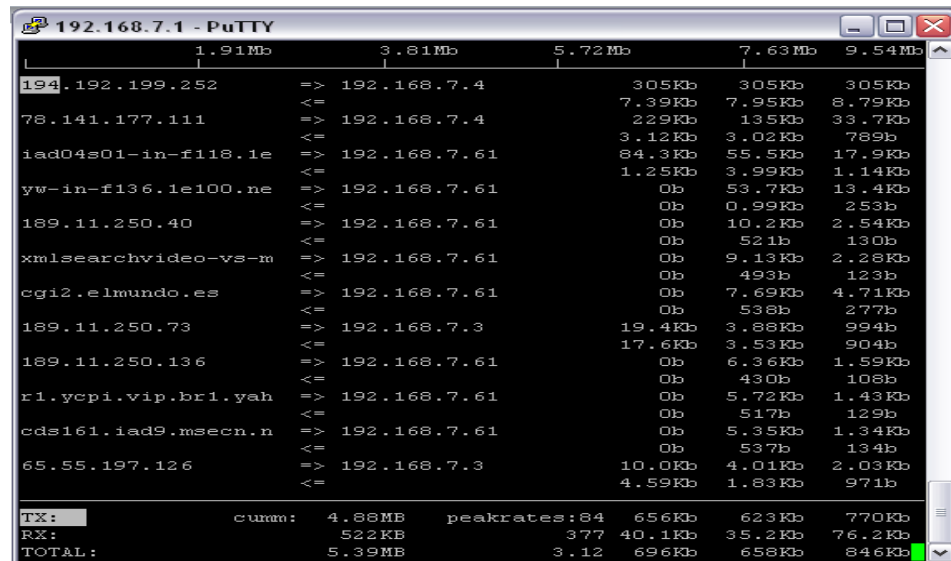 192.168.7.1 - PuTTY
1.91Mb 3.81Mb 5.72Mb 7.63Mb 9.54Mb
194.192.199.252 => 192.168.7.4 305Kb 305Kb 305Kb
<= 7.39Kb 7.95Kb 8.79Kb
78.141.177.111 => 192.168.7.4 229Kb 135Kb 33.7Kb
<= 3.12Kb 3.02Kb 789b
iad04s01-in-f118.1e => 192.168.7.61 84.3Kb 55.5Kb 17.9Kb
<= 1.25Kb 3.99Kb 1.14Kb
yw-in-f136.1e100.ne => 192.168.7.61 0b 53.7Kb 13.4Kb
<= 0b 0.99Kb 253b
189.11.250.40 => 192.168.7.61 0b 10.2Kb 2.54Kb
<= 0b 521b 130b
xmlsearchvideo-vs-m => 192.168.7.61 0b 9.13Kb 2.28Kb
<= 0b 493b 123b
cgi2.elmundo.es => 192.168.7.61 0b 7.69Kb 4.71Kb
<= 0b 538b 277b
189.11.250.73 => 192.168.7.3 19.4Kb 3.88Kb 994b
<= 17.6Kb 3.53Kb 904b
189.11.250.136 => 192.168.7.61 0b 6.36Kb 1.59Kb
<= 0b 430b 108b
r1.ycpi.vip.br1.yah => 192.168.7.61 0b 5.72Kb 1.43Kb
<= 0b 517b 129b
cds161.iad9.msecn.n => 192.168.7.61 0b 5.35Kb 1.34Kb
<= 0b 537b 134b
65.55.197.126 => 192.168.7.3 10.0Kb 4.01Kb 2.03Kb
<= 4.59Kb 1.83Kb 971b
TX: cumm: 4.88MB peakrates:84 656Kb 623Kb 770Kb
RX: 522KB 377 40.1Kb 35.2Kb 76.2Kb
TOTAL: 5.39MB 3.12 696Kb 658Kb 846Kb